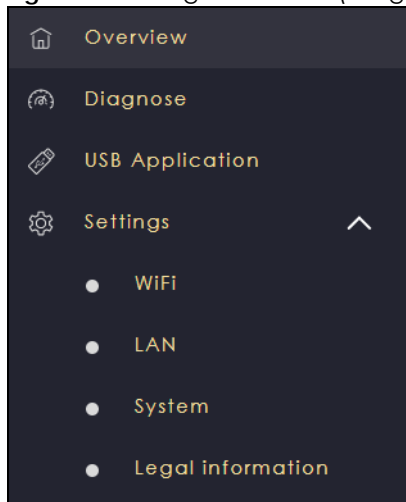 Overview
Diagnose
USB Application
Settings
WiFi
LAN
System
Legal information